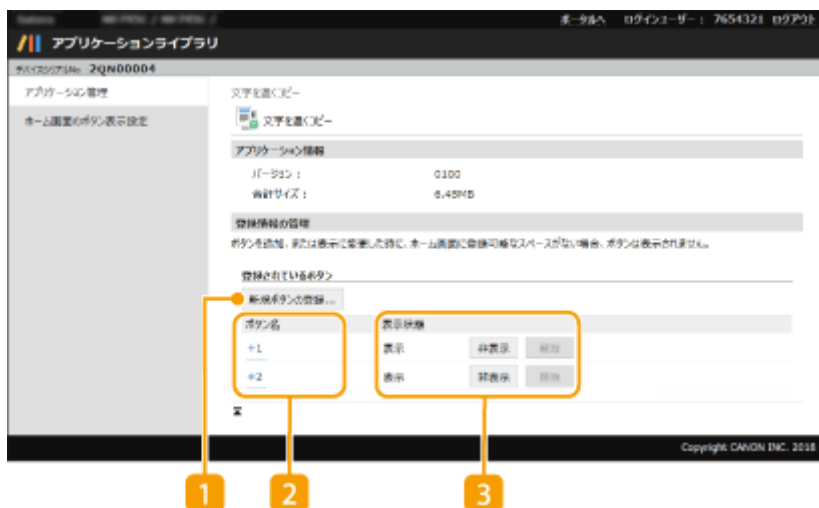 ポータルへ ログインユーザー： 7654321 ログアウト
アプリケーションライブラリ
デバイスシリアルNo. 2QN00004
アプリケーション管理
ホーム画面のボタン表示設定
文字を書くコピー
文字を書くコピー
アプリケーション情報
バージョン： 0100
合計サイズ： 6.45MB
登録情報の管理
ボタンを追加、または表示に変更した時に、ホーム画面に登録可能なスペースがない場合、ボタンは表示されません。
登録されているボタン
新規ボタンの登録...
ボタン名 表示状態
*1 表示 非表示 削除
*2 表示 非表示 削除
Copyright CANON INC. 2018
1 2 3